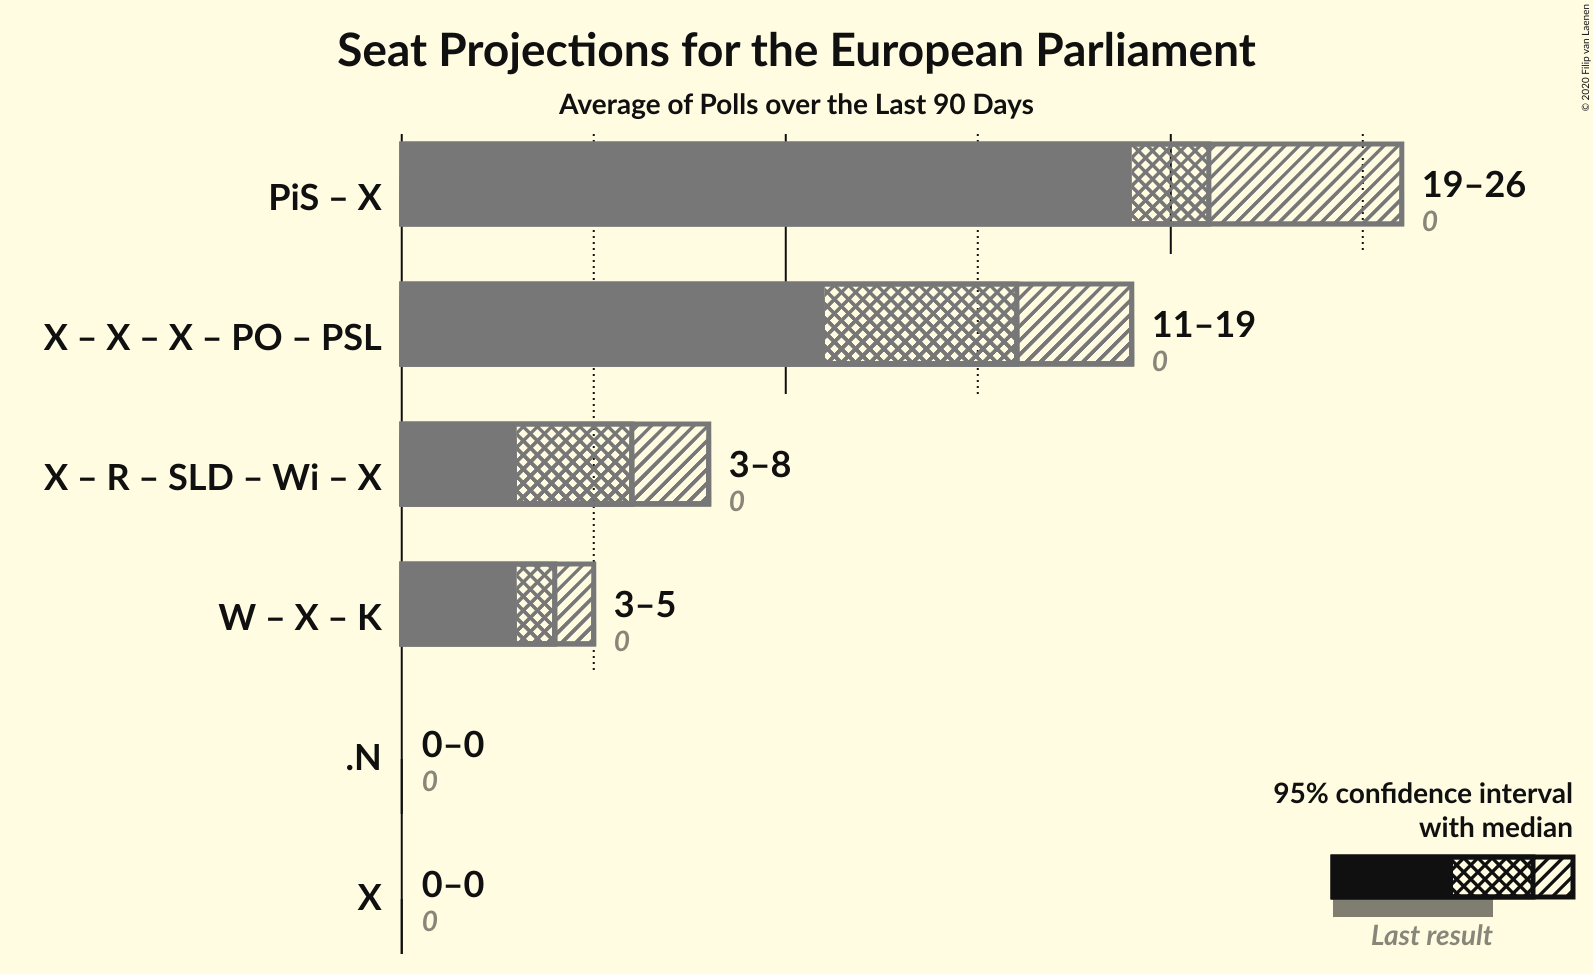 Seat Projections for the European Parliament
Average of Polls over the Last 90 Days
© 2020 Filip van Laenen
PiS – X
19–26
0
X – X – X – PO – PSL
11–19
0
X – R – SLD – Wi – X
3–8
0
W – X – K
3–5
0
.N
0–0
0
X
0–0
0
95% confidence interval
with median
Last result